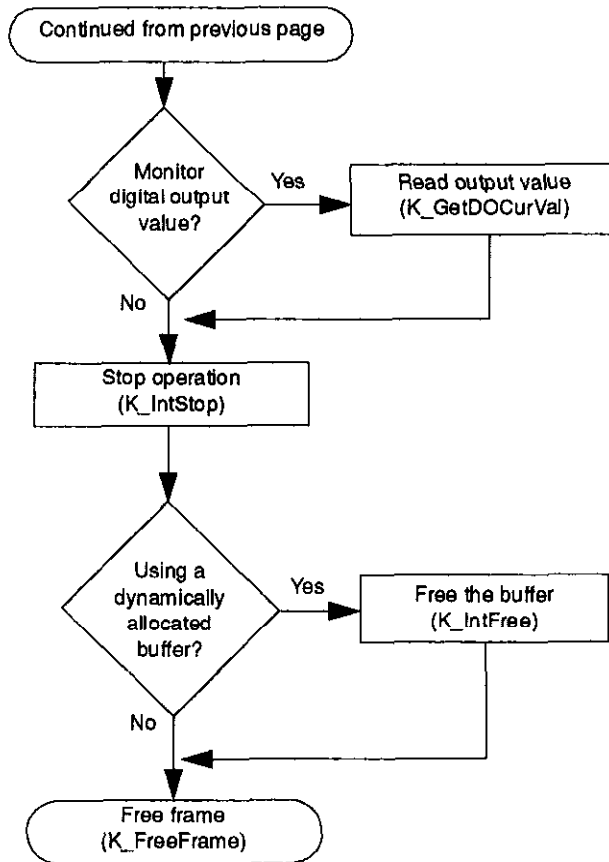 Continued from previous page
Monitor
digital output
value?
Yes
Read output value
(K_GetDOCurVal)
No
Stop operation
(K_IntStop)
Using a
dynamically
allocated
buffer?
Yes
Free the buffer
(K_IntFree)
No
Free frame
(K_FreeFrame)